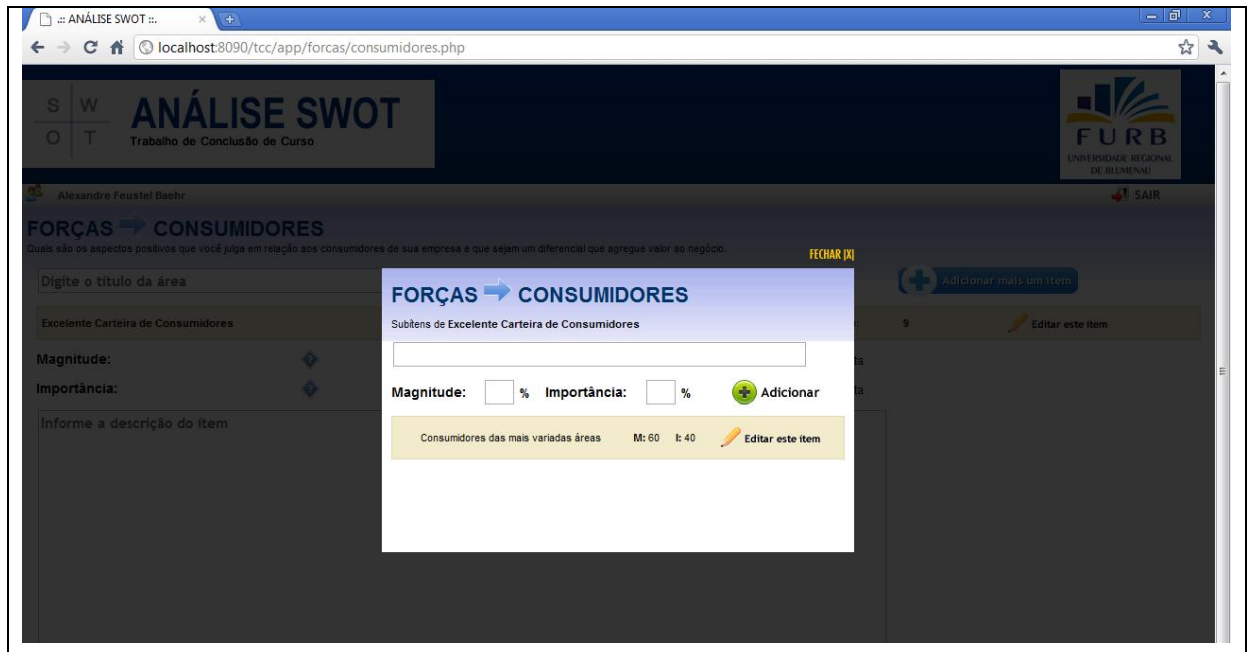 .:: ANÁLISE SWOT ::.
localhost:8090/tcc/app/forcas/consumidores.php
S W
O T
ANÁLISE SWOT
Trabalho de Conclusão de Curso
FURB
UNIVERSIDADE REGIONAL
DE BLUMENAU
Alexandre Feustel Baehr
SAIR
FORÇAS CONSUMIDORES
Quais são os aspectos positivos que você julga em relação aos consumidores de sua empresa e que sejam um diferencial que agregue valor ao negócio.
FECHAR |X|
Digite o título da área
Adicionar mais um item
FORÇAS CONSUMIDORES
Subítens de Excelente Carteira de Consumidores
Excelente Carteira de Consumidores
9
Editar este item
Magnitude:
ta
Importância:
ta
Magnitude: % Importância: % Adicionar
Informe a descrição do ítem
Consumidores das mais variadas áreas M: 60 I: 40 Editar este item